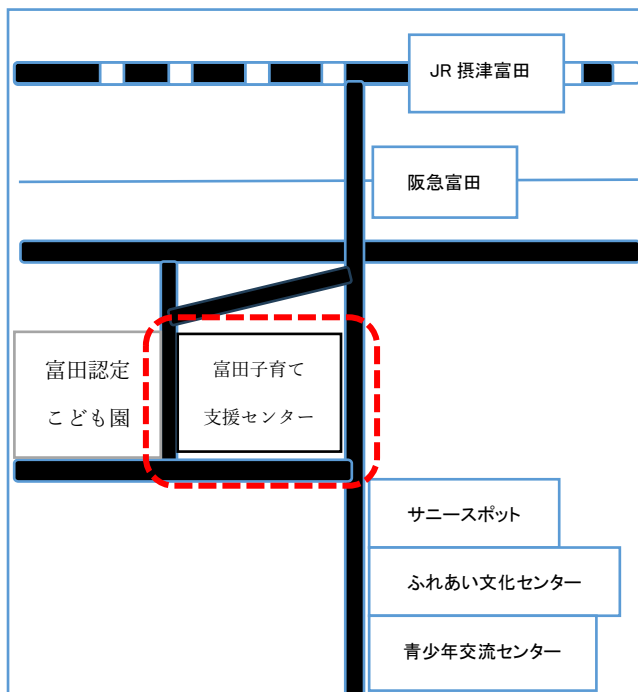 JR 摂津富田
阪急富田
富田認定
こども園
富田子育て
支援センター
サニースポット
ふれあい文化センター
青少年交流センター